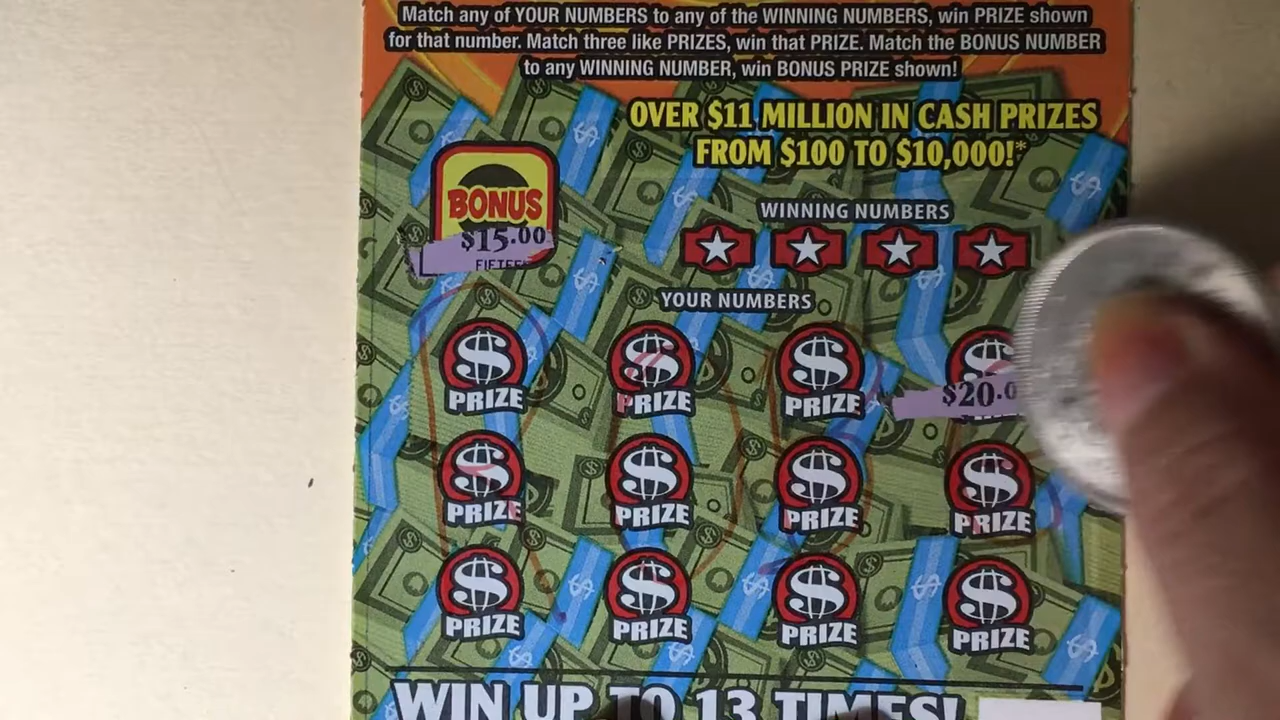 Match any of YOUR NUMBERS to any of the WINNING NUMBERS, win PRIZE shown
for that number. Match three like PRIZES, win that PRIZE. Match the BONUS NUMBER
to any WINNING NUMBER, win BONUS PRIZE shown!
OVER $11 MILLION IN CASH PRIZES
FROM $100 TO $10,000!*
BONUS
$15.00
WINNING NUMBERS
YOUR NUMBERS
PRIZE PRIZE PRIZE
$20.0
PRIZE PRIZE PRIZE PRIZE
PRIZE PRIZE PRIZE PRIZE
WIN UP TO 13 TIMES!